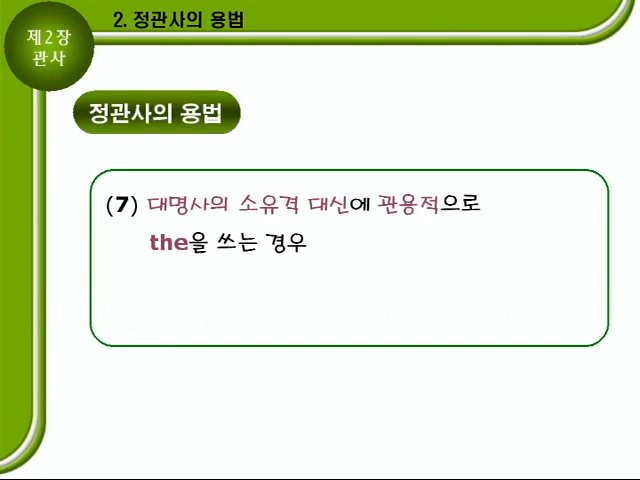 2. 정관사의 용법
제2장
관사
정관사의 용법
(7) 대명사의 소유격 대신에 관용적으로
the을 쓰는 경우